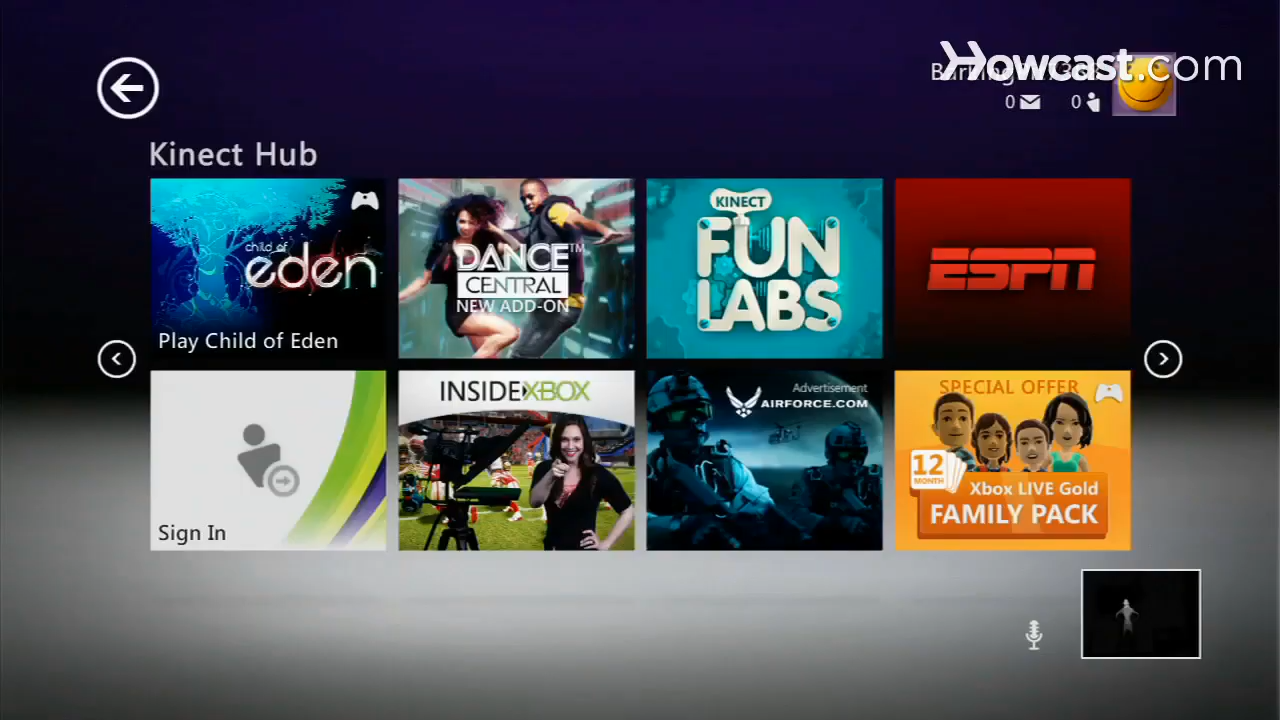 Howcast.com
0 0
Kinect Hub
child of
eden
Play Child of Eden
DANCE™
CENTRAL
NEW ADD-ON
KINECT
FUN
LABS
ESPN
Sign In
INSIDE XBOX
Advertisement
AIRFORCE.COM
SPECIAL OFFER
12
MONTH
Xbox LIVE Gold
FAMILY PACK